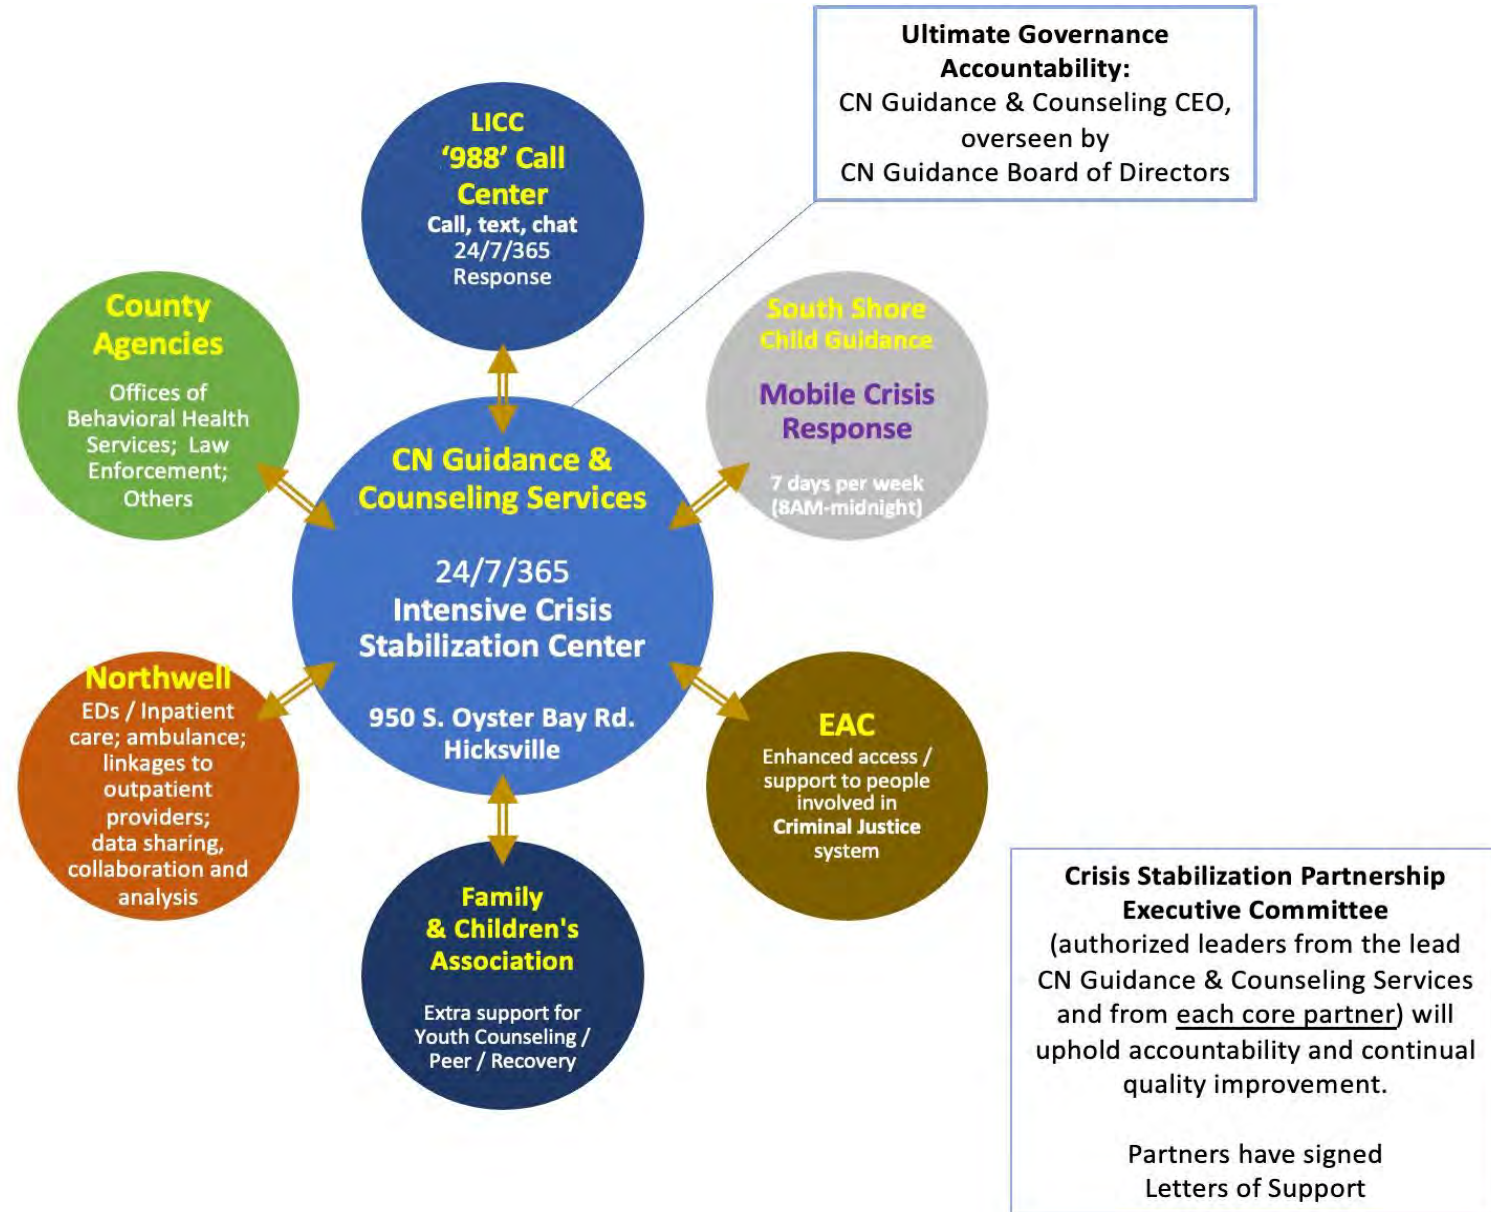 Ultimate Governance
Accountability:
CN Guidance & Counseling CEO,
overseen by
CN Guidance Board of Directors
LICC
‘988’ Call
Center
Call, text, chat
24/7/365
Response
County
Agencies
Offices of
Behavioral Health
Services; Law
Enforcement;
Others
South Shore
Child Guidance
Mobile Crisis
Response
7 days per week
(8AM-midnight)
CN Guidance &
Counseling Services
24/7/365
Intensive Crisis
Stabilization Center
950 S. Oyster Bay Rd.
Hicksville
Northwell
EDs / Inpatient
care; ambulance;
linkages to
outpatient
providers;
data sharing,
collaboration and
analysis
EAC
Enhanced access /
support to people
involved in
Criminal Justice
system
Family
& Children's
Association
Extra support for
Youth Counseling /
Peer / Recovery
Crisis Stabilization Partnership
Executive Committee
(authorized leaders from the lead
CN Guidance & Counseling Services
and from each core partner) will
uphold accountability and continual
quality improvement.
Partners have signed
Letters of Support